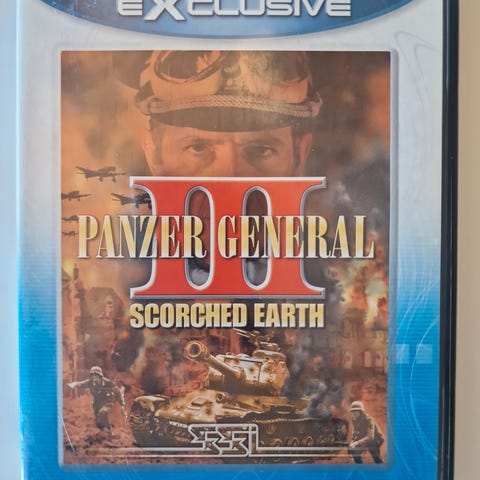 eXclusive
III
PANZER GENERAL
SCORCHED EARTH
SSI